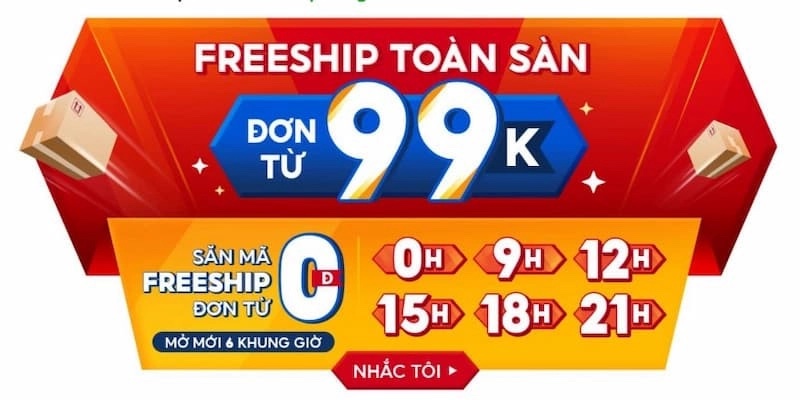 FREESHIP TOÀN SÀN
ĐƠN TỪ 99K
SĂN MÃ
FREESHIP
ĐƠN TỪ
0Đ
MỞ MỚI 6 KHUNG GIỜ
0H 9H 12H
15H 18H 21H
NHẮC TÔI